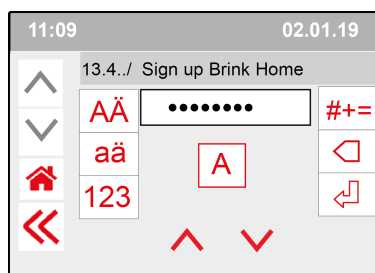 11:09 02.01.19
13.4../ Sign up Brink Home
AÄ •••••••• #+=
aä A
123